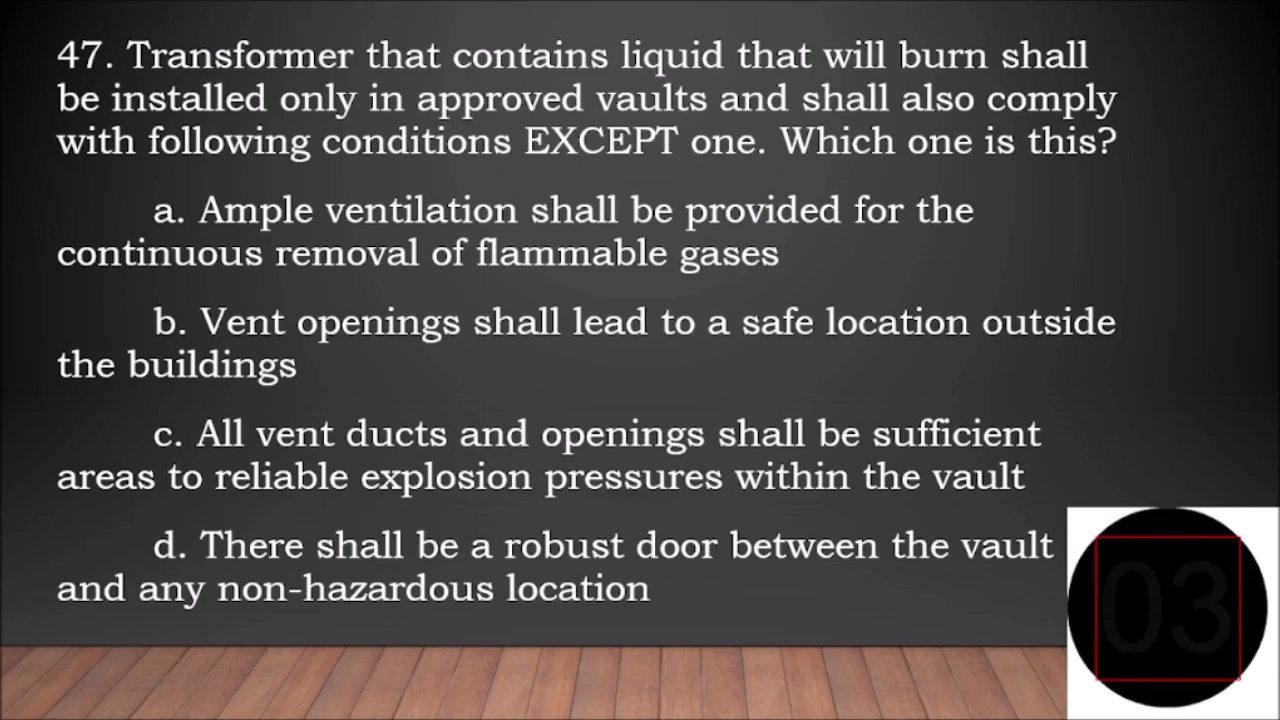 47. Transformer that contains liquid that will burn shall
be installed only in approved vaults and shall also comply
with following conditions EXCEPT one. Which one is this?
a. Ample ventilation shall be provided for the
continuous removal of flammable gases
b. Vent openings shall lead to a safe location outside
the buildings
c. All vent ducts and openings shall be sufficient
areas to reliable explosion pressures within the vault
d. There shall be a robust door between the vault
and any non-hazardous location
03